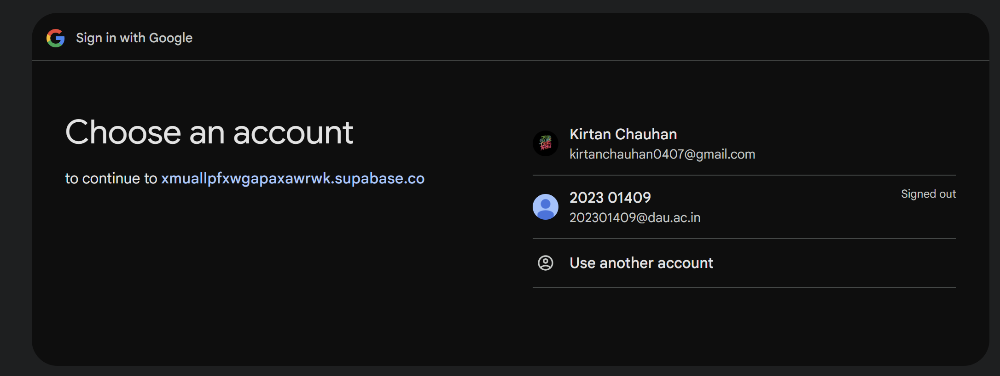 Sign in with Google
Choose an account
to continue to xmuallpfxwgapaxawrwk.supabase.co
Kirtan Chauhan
kirtanchauhan0407@gmail.com
2023 01409
Signed out
202301409@dau.ac.in
Use another account